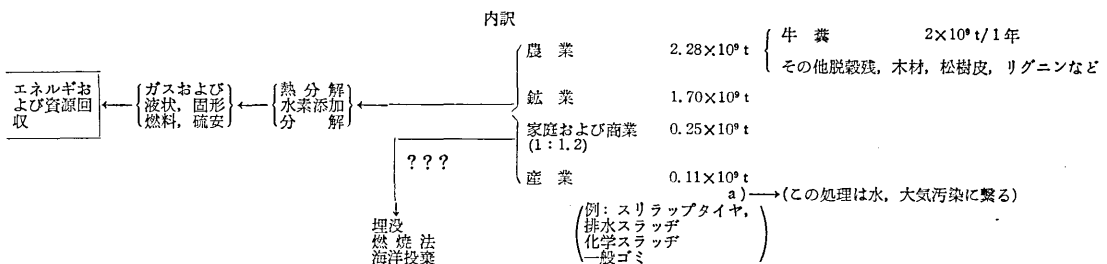 内訳
農業 2.28×10⁹ t
牛糞 2×10⁹ t/1年
その他脱穀残，木材，松樹皮，リグニンなど
エネルギお
よび資源回
収
ガスおよび
液状，固形
燃料，硫安
熱分解
水素添加
分解
鉱業 1.70×10⁹ t
家庭および商業 0.25×10⁹ t
(1：1.2)
???
産業 0.11×10⁹ t
a)→(この処理は水，大気汚染に繋る)
例：スリラップタイヤ，
排水スラッヂ
化学スラッヂ
一般ゴミ
埋没
燃焼法
海洋投棄